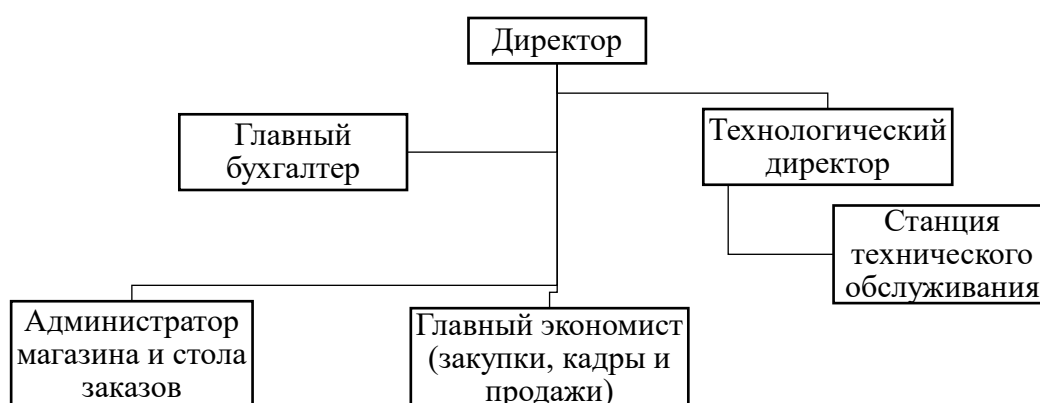 Директор
Главный
бухгалтер
Технологический
директор
Станция
технического
обслуживания
Администратор
магазина и стола
заказов
Главный экономист
(закупки, кадры и
продажи)